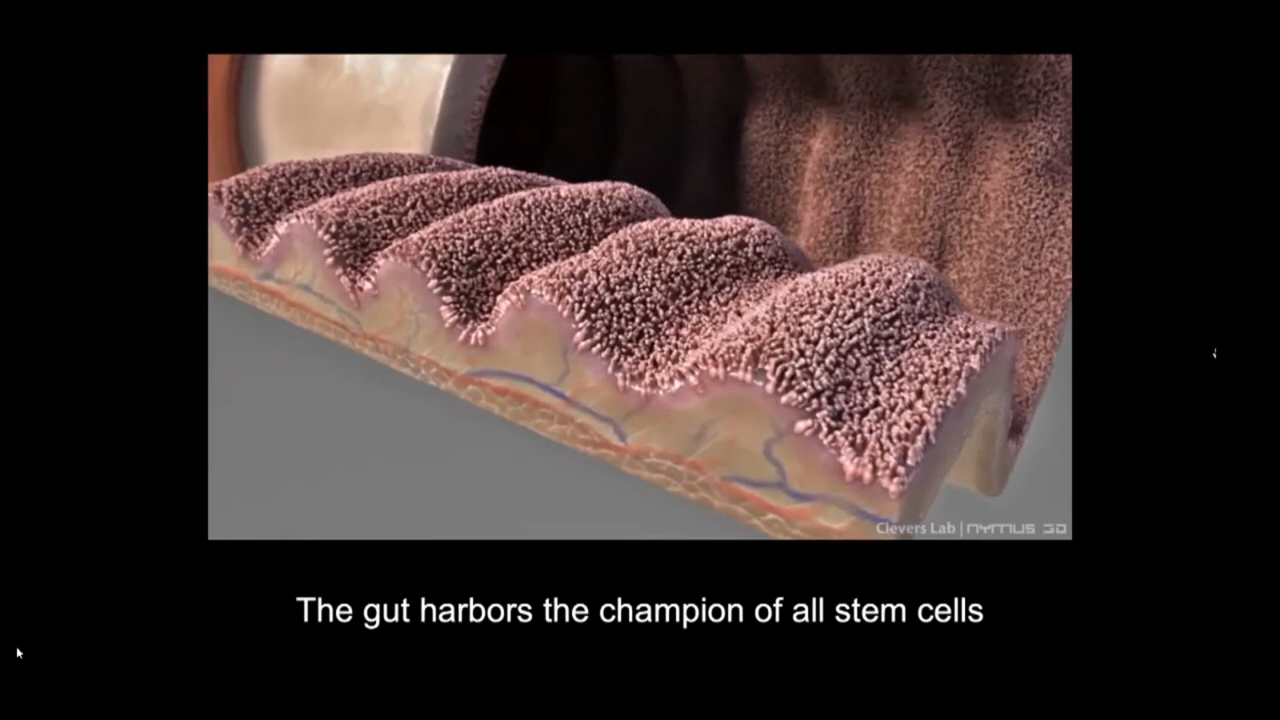 Clevers Lab | NYMUS 3D
The gut harbors the champion of all stem cells